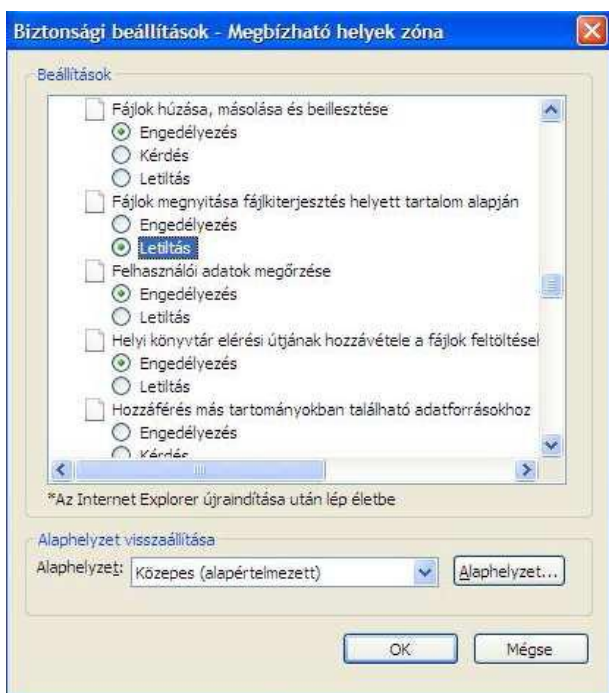 Biztonsági beállítások - Megbízható helyek zóna
Beállítások
Fájlok húzása, másolása és beillesztése
Engedélyezés
Kérdés
Letiltás
Fájlok megnyitása fájlkiterjesztés helyett tartalom alapján
Engedélyezés
Letiltás
Felhasználói adatok megőrzése
Engedélyezés
Letiltás
Helyi könyvtár elérési útjának hozzávétele a fájlok
Engedélyezés
Letiltás
Hozzáférés más tartományokban található adatforrásokhoz
Engedélyezés
Kérdés
*Az Internet Explorer újraindítása után lép életbe
Alaphelyzet visszaállítása
Alaphelyzet: Közepes (alapértelmezett) Alaphelyzet...
OK Mégse